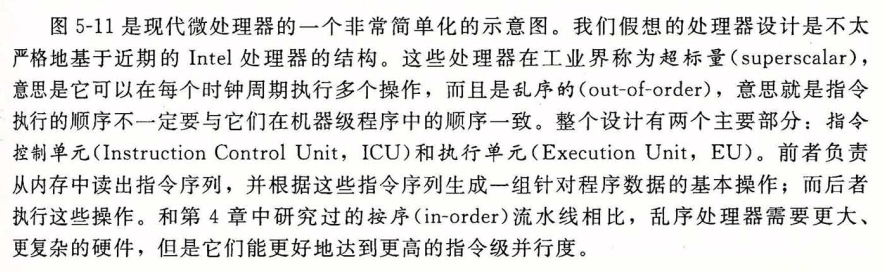 图 5-11 是现代微处理器的一个非常简单化的示意图。我们假想的处理器设计是不太
严格地基于近期的 Intel 处理器的结构。这些处理器在工业界称为超标量(superscalar)，
意思是它可以在每个时钟周期执行多个操作，而且是乱序的(out-of-order)，意思就是指令
执行的顺序不一定要与它们在机器级程序中的顺序一致。整个设计有两个主要部分：指令
控制单元(Instruction Control Unit，ICU)和执行单元(Execution Unit，EU)。前者负责
从内存中读出指令序列，并根据这些指令序列生成一组针对程序数据的基本操作；而后者
执行这些操作。和第 4 章中研究过的按序(in-order)流水线相比，乱序处理器需要更大、
更复杂的硬件，但是它们能更好地达到更高的指令级并行度。